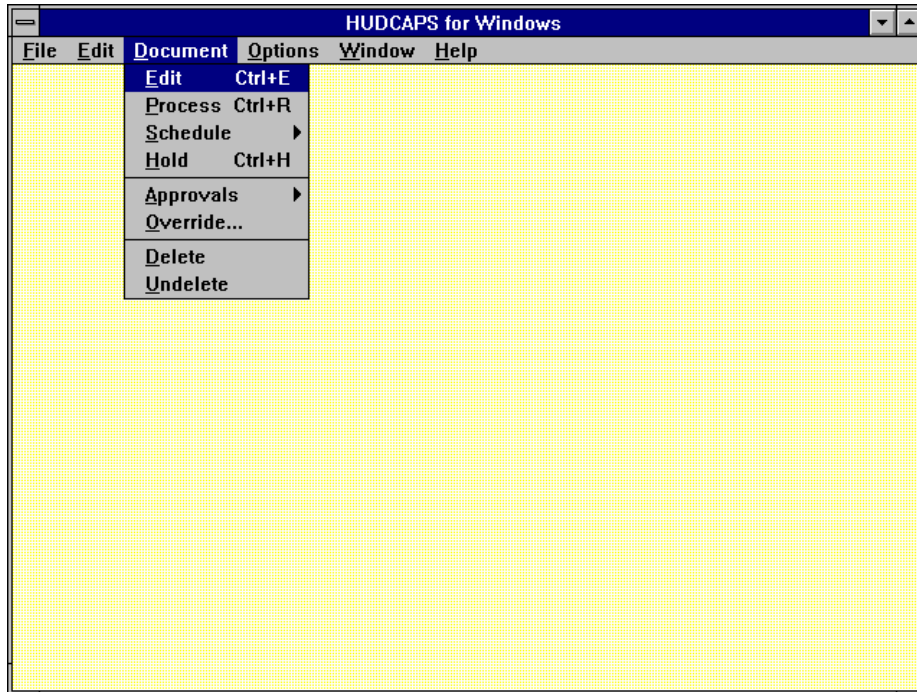 HUDCAPS for Windows
File Edit Document Options Window Help
Edit Ctrl+E
Process Ctrl+R
Schedule
Hold Ctrl+H
Approvals
Override...
Delete
Undelete